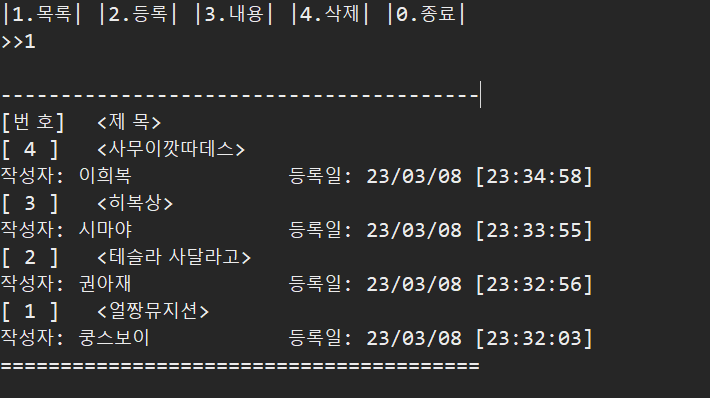 |1.목록| |2.등록| |3.내용| |4.삭제| |0.종료|
>>1
----------------------------------------
[번 호]   <제 목>
[ 4 ]   <사무이깟따데스>
작성자: 이희복             등록일: 23/03/08 [23:34:58]
[ 3 ]   <히복상>
작성자: 시마야             등록일: 23/03/08 [23:33:55]
[ 2 ]   <테슬라 사달라고>
작성자: 권아재             등록일: 23/03/08 [23:32:56]
[ 1 ]   <얼짱뮤지션>
작성자: 쿵스보이            등록일: 23/03/08 [23:32:03]
========================================